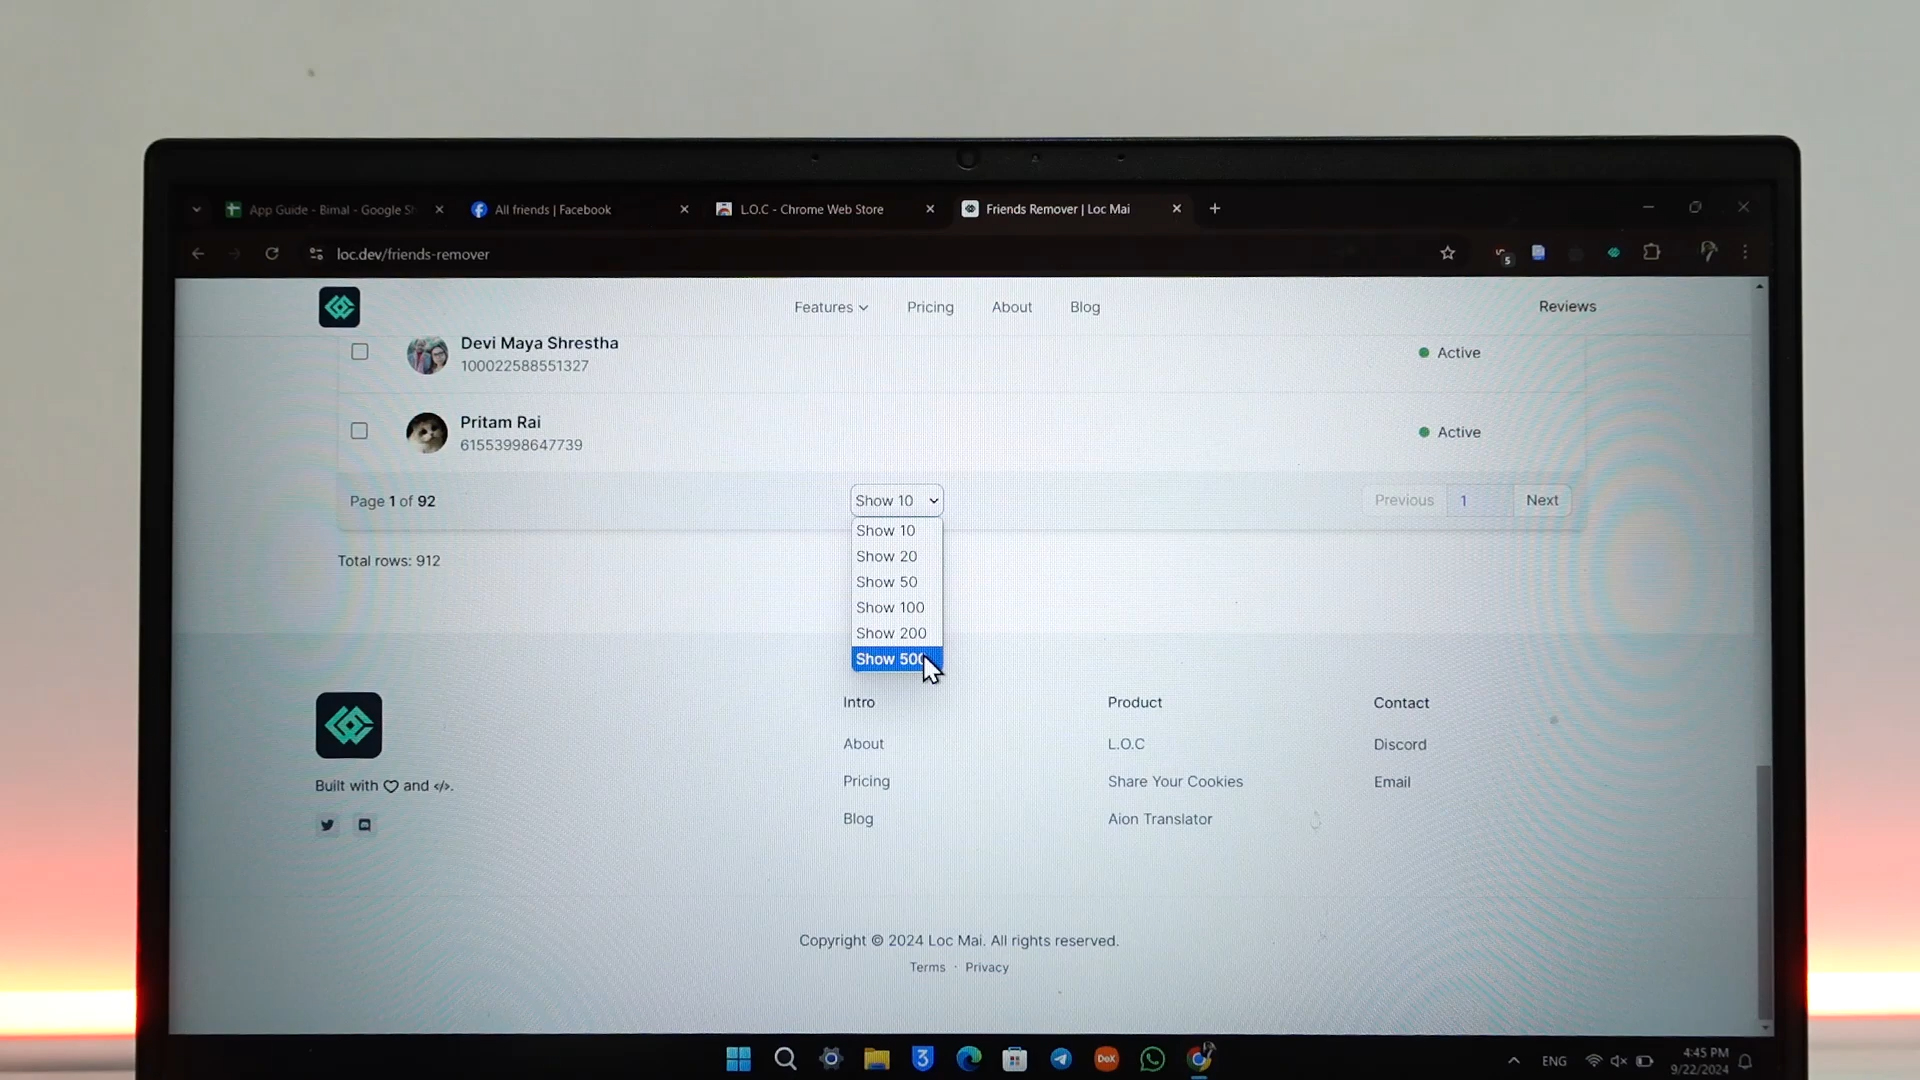 App Guide - Bimal - Google Sh
All friends | Facebook
L.O.C - Chrome Web Store
Friends Remover | Loc Mai
loc.dev/friends-remover
5
Features
Pricing
About
Blog
Reviews
Devi Maya Shrestha
100022588551327
Active
Pritam Rai
61553998647739
Active
Page 1 of 92
Show 10
Previous
1
Next
Show 10
Show 20
Show 50
Show 100
Show 200
Show 500
Total rows: 912
Intro
Product
Contact
About
L.O.C
Discord
Built with ♡ and </>.
Pricing
Share Your Cookies
Email
Blog
Aion Translator
Copyright © 2024 Loc Mai. All rights reserved.
Terms · Privacy
3
DeX
ENG
4:45 PM
9/22/2024